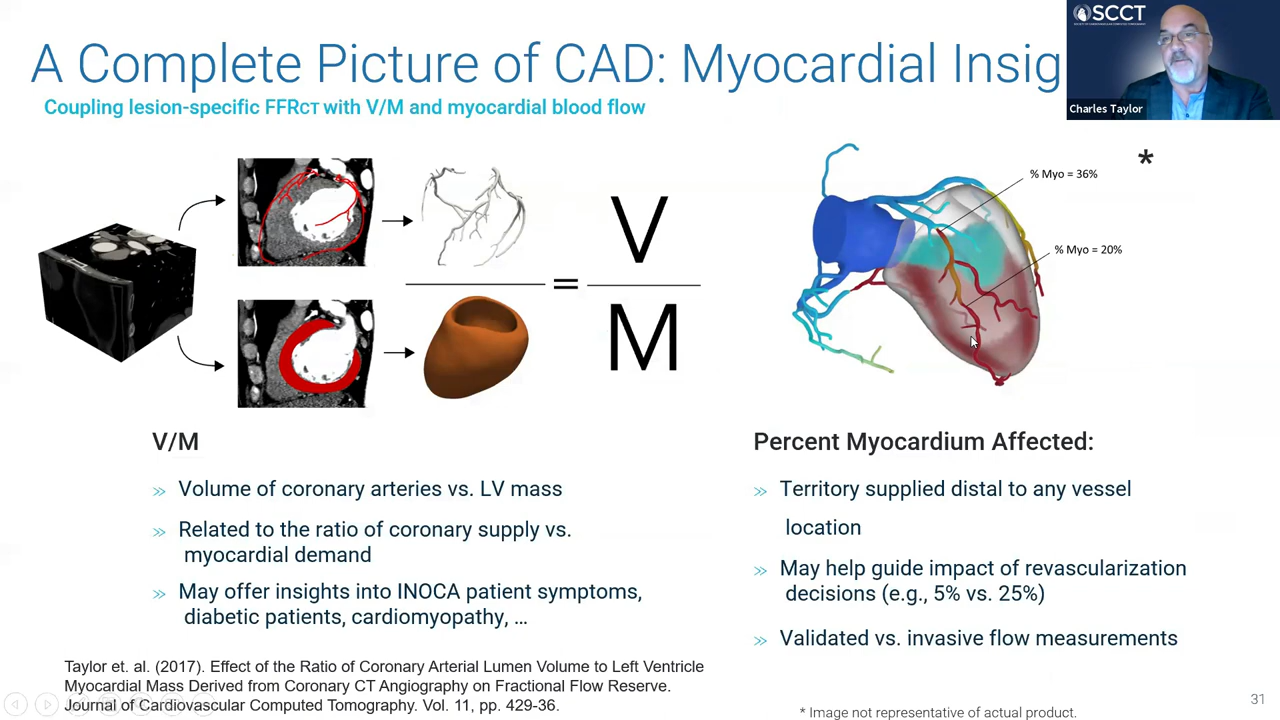 SCCT
A Complete Picture of CAD: Myocardial Insig
Charles Taylor
Coupling lesion-specific FFRCT with V/M and myocardial blood flow
*
% Myo = 36%
% Myo = 20%
V
=
M
V/M
» Volume of coronary arteries vs. LV mass
» Related to the ratio of coronary supply vs.
myocardial demand
» May offer insights into INOCA patient symptoms,
diabetic patients, cardiomyopathy, …
Taylor et. al. (2017). Effect of the Ratio of Coronary Arterial Lumen Volume to Left Ventricle
Myocardial Mass Derived from Coronary CT Angiography on Fractional Flow Reserve.
Journal of Cardiovascular Computed Tomography. Vol. 11, pp. 429-36.
Percent Myocardium Affected:
» Territory supplied distal to any vessel
location
» May help guide impact of revascularization
decisions (e.g., 5% vs. 25%)
» Validated vs. invasive flow measurements
* Image not representative of actual product.
31